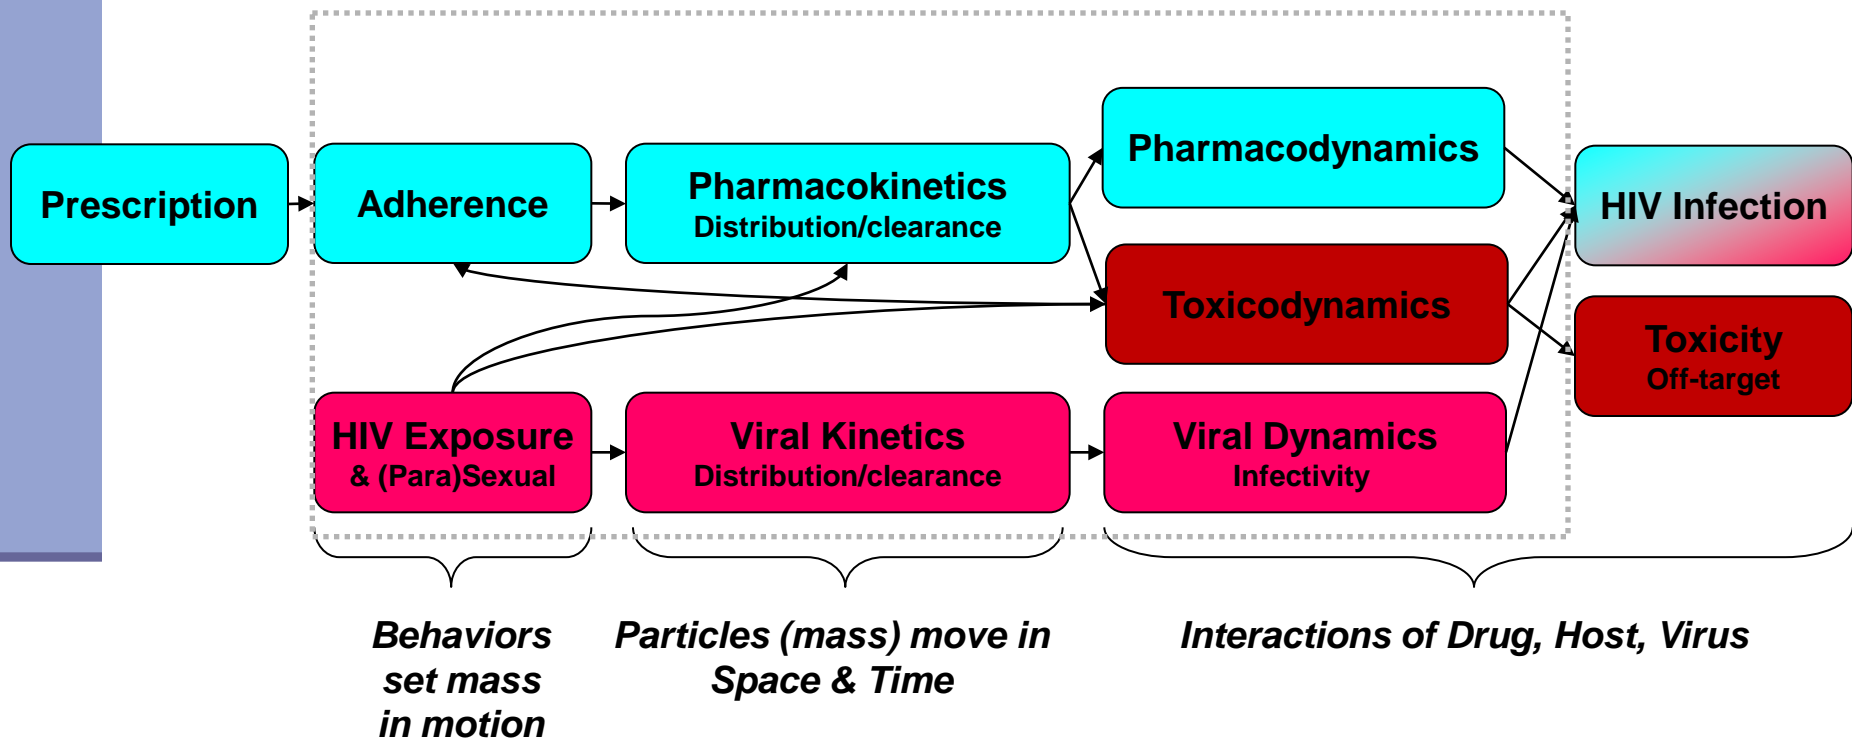 Prescription
Adherence
Pharmacokinetics
Distribution/clearance
Pharmacodynamics
HIV Infection
Toxicodynamics
Toxicity
Off-target
HIV Exposure
& (Para)Sexual
Viral Kinetics
Distribution/clearance
Viral Dynamics
Infectivity
Behaviors
set mass
in motion
Particles (mass) move in
Space & Time
Interactions of Drug, Host, Virus